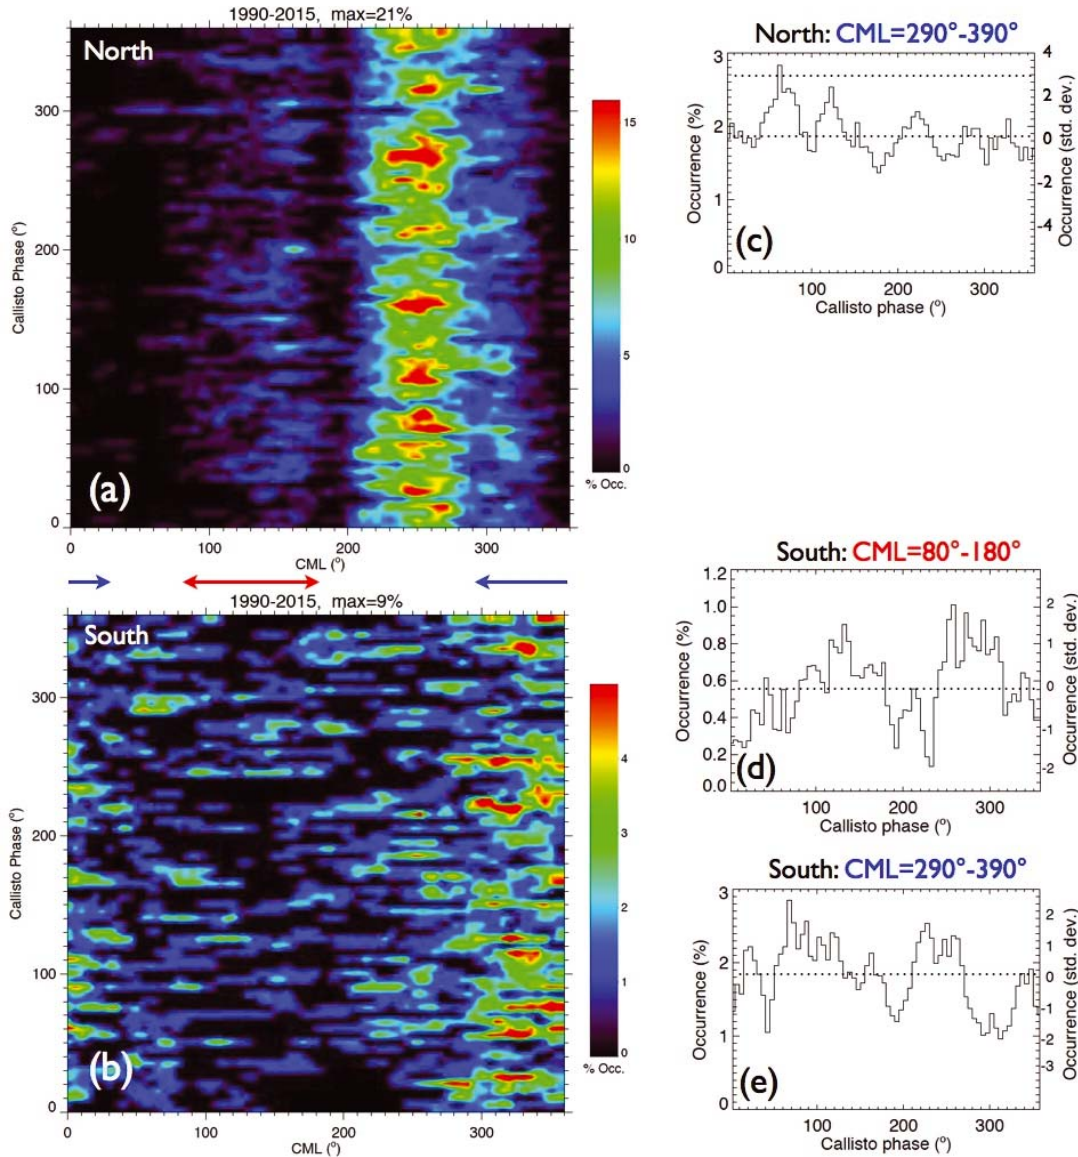 1990-2015, max=21%
North
Callisto Phase (°)
300
200
100
0
(a)
0 100 200 300
CML (°)
15
10
5
0
% Occ.
1990-2015, max=9%
South
Callisto Phase (°)
300
200
100
0
(b)
0 100 200 300
CML (°)
4
3
2
1
0
% Occ.
North: CML=290°-390°
Occurrence (%)
3
2
1
0
4
2
0
-2
-4
Occurrence (std. dev.)
(c)
100 200 300
Callisto phase (°)
South: CML=80°-180°
Occurrence (%)
1.2
1.0
0.8
0.6
0.4
0.2
0.0
2
1
0
-1
-2
Occurrence (std. dev.)
(d)
100 200 300
Callisto phase (°)
South: CML=290°-390°
Occurrence (%)
3
2
1
0
2
1
0
-1
-2
-3
Occurrence (std. dev.)
(e)
100 200 300
Callisto phase (°)